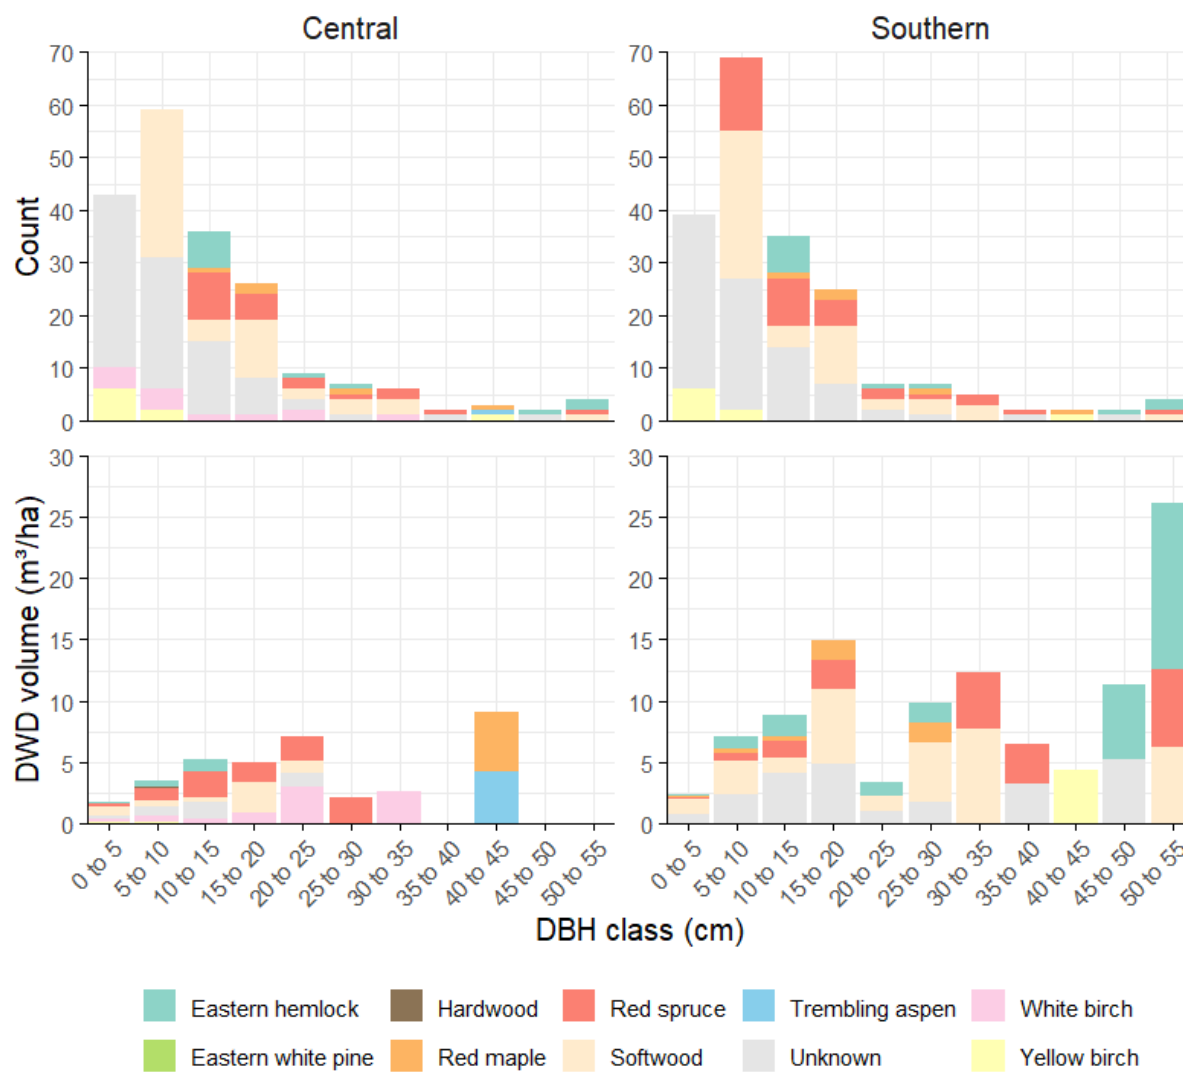 Central Southern
Count
70 70
60 60
50 50
40 40
30 30
20 20
10 10
0 0
DWD volume (m³/ha)
30 30
25 25
20 20
15 15
10 10
5 5
0 0
0 to 5 5 to 10 10 to 15 15 to 20 20 to 25 25 to 30 30 to 35 35 to 40 40 to 45 45 to 50 50 to 55 0 to 5 5 to 10 10 to 15 15 to 20 20 to 25 25 to 30 30 to 35 35 to 40 40 to 45 45 to 50 50 to 55
DBH class (cm)
Eastern hemlock Hardwood Red spruce Trembling aspen White birch
Eastern white pine Red maple Softwood Unknown Yellow birch